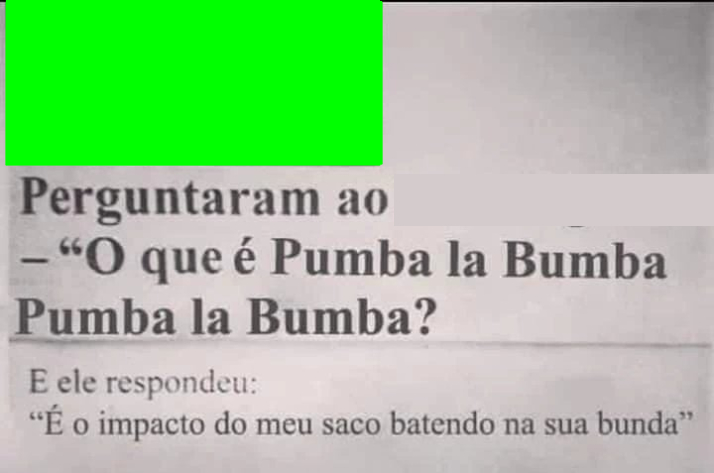 Perguntaram ao
– “O que é Pumba la Bumba
Pumba la Bumba?
E ele respondeu:
“É o impacto do meu saco batendo na sua bunda”